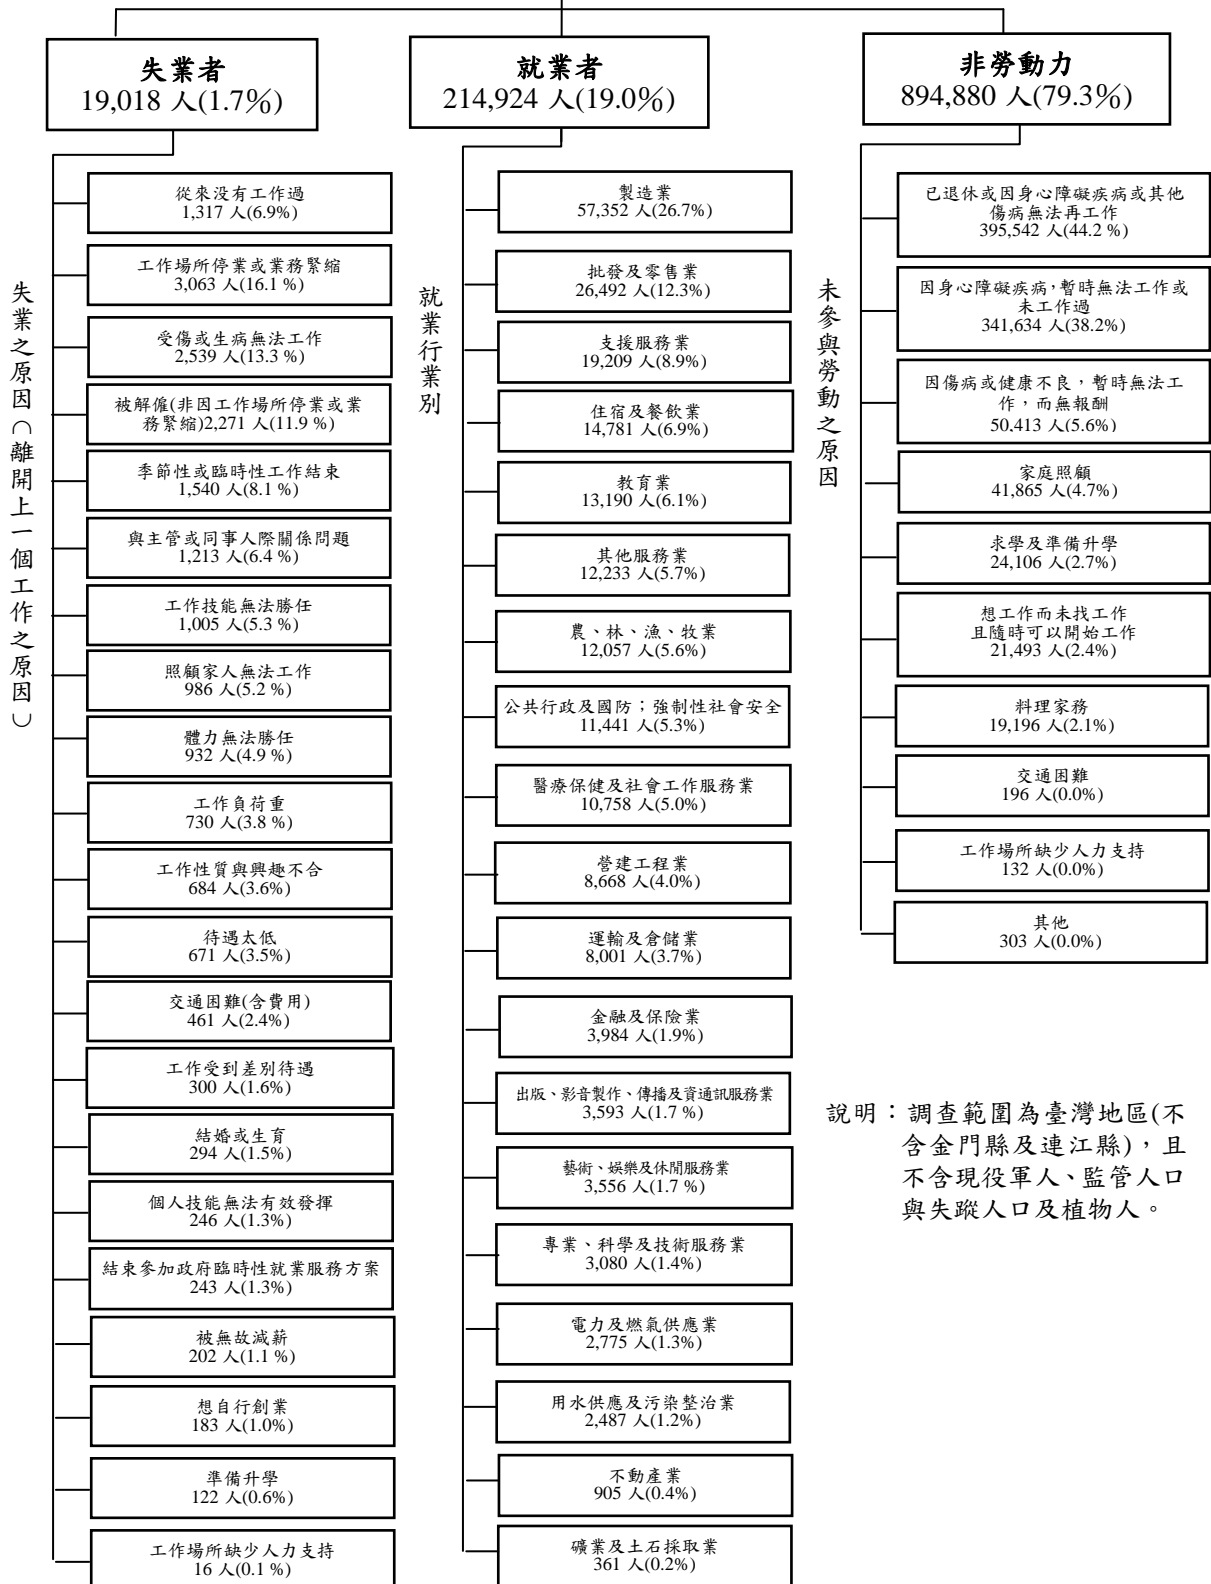 失業者
19,018 人(1.7%)
就業者
214,924 人(19.0%)
非勞動力
894,880 人(79.3%)
失業之原因(離開上一個工作之原因)
從來沒有工作過
1,317 人(6.9%)
工作場所停業或業務緊縮
3,063 人(16.1 %)
受傷或生病無法工作
2,539 人(13.3 %)
被解僱(非因工作場所停業或業
務緊縮)2,271 人(11.9 %)
季節性或臨時性工作結束
1,540 人(8.1 %)
與主管或同事人際關係問題
1,213 人(6.4 %)
工作技能無法勝任
1,005 人(5.3 %)
照顧家人無法工作
986 人(5.2 %)
體力無法勝任
932 人(4.9 %)
工作負荷重
730 人(3.8 %)
工作性質與興趣不合
684 人(3.6%)
待遇太低
671 人(3.5%)
交通困難(含費用)
461 人(2.4%)
工作受到差別待遇
300 人(1.6%)
結婚或生育
294 人(1.5%)
個人技能無法有效發揮
246 人(1.3%)
結束參加政府臨時性就業服務方案
243 人(1.3%)
被無故減薪
202 人(1.1 %)
想自行創業
183 人(1.0%)
準備升學
122 人(0.6%)
工作場所缺少人力支持
16 人(0.1 %)
就業行業別
製造業
57,352 人(26.7%)
批發及零售業
26,492 人(12.3%)
支援服務業
19,209 人(8.9%)
住宿及餐飲業
14,781 人(6.9%)
教育業
13,190 人(6.1%)
其他服務業
12,233 人(5.7%)
農、林、漁、牧業
12,057 人(5.6%)
公共行政及國防；強制性社會安全
11,441 人(5.3%)
醫療保健及社會工作服務業
10,758 人(5.0%)
營建工程業
8,668 人(4.0%)
運輸及倉儲業
8,001 人(3.7%)
金融及保險業
3,984 人(1.9%)
出版、影音製作、傳播及資通訊服務業
3,593 人(1.7 %)
藝術、娛樂及休閒服務業
3,556 人(1.7 %)
專業、科學及技術服務業
3,080 人(1.4%)
電力及燃氣供應業
2,775 人(1.3%)
用水供應及污染整治業
2,487 人(1.2%)
不動產業
905 人(0.4%)
礦業及土石採取業
361 人(0.2%)
未參與勞動之原因
已退休或因身心障礙疾病或其他
傷病無法再工作
395,542 人(44.2 %)
因身心障礙疾病,暫時無法工作或
未工作過
341,634 人(38.2%)
因傷病或健康不良，暫時無法工
作，而無報酬
50,413 人(5.6%)
家庭照顧
41,865 人(4.7%)
求學及準備升學
24,106 人(2.7%)
想工作而未找工作
且隨時可以開始工作
21,493 人(2.4%)
料理家務
19,196 人(2.1%)
交通困難
196 人(0.0%)
工作場所缺少人力支持
132 人(0.0%)
其他
303 人(0.0%)
說明：調查範圍為臺灣地區(不
含金門縣及連江縣)，且
不含現役軍人、監管人口
與失蹤人口及植物人。